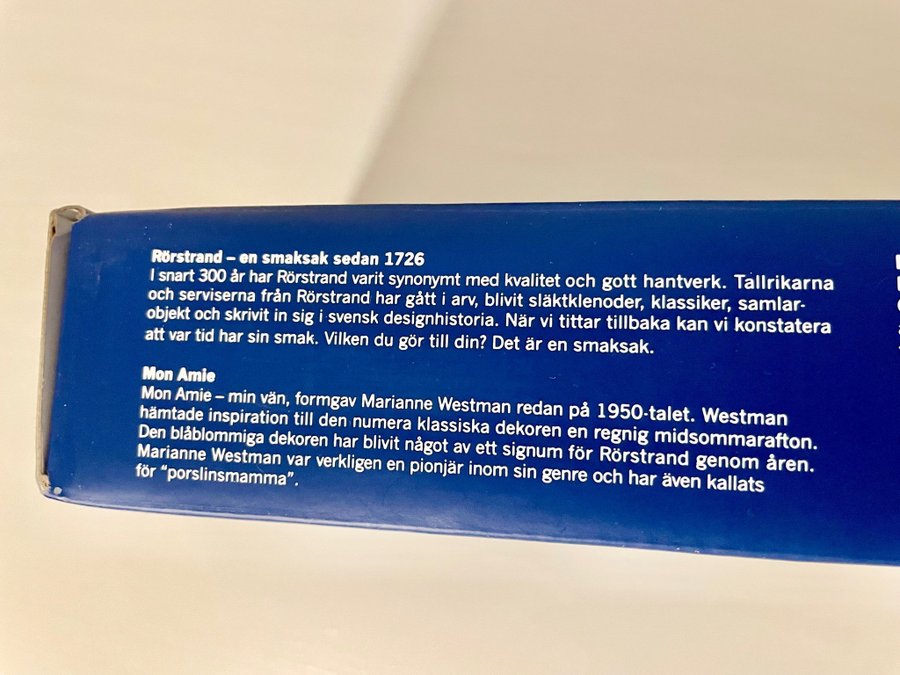 Rörstrand – en smaksak sedan 1726
I snart 300 år har Rörstrand varit synonymt med kvalitet och gott hantverk. Tallrikarna
och serviserna från Rörstrand har gått i arv, blivit släktklenoder, klassiker, samlar-
objekt och skrivit in sig i svensk designhistoria. När vi tittar tillbaka kan vi konstatera
att var tid har sin smak. Vilken du gör till din? Det är en smaksak.
Mon Amie
Mon Amie – min vän, formgav Marianne Westman redan på 1950-talet. Westman
hämtade inspiration till den numera klassiska dekoren en regnig midsommarafton.
Den blåblommiga dekoren har blivit något av ett signum för Rörstrand genom åren.
Marianne Westman var verkligen en pionjär inom sin genre och har även kallats
för "porslinsmamma".